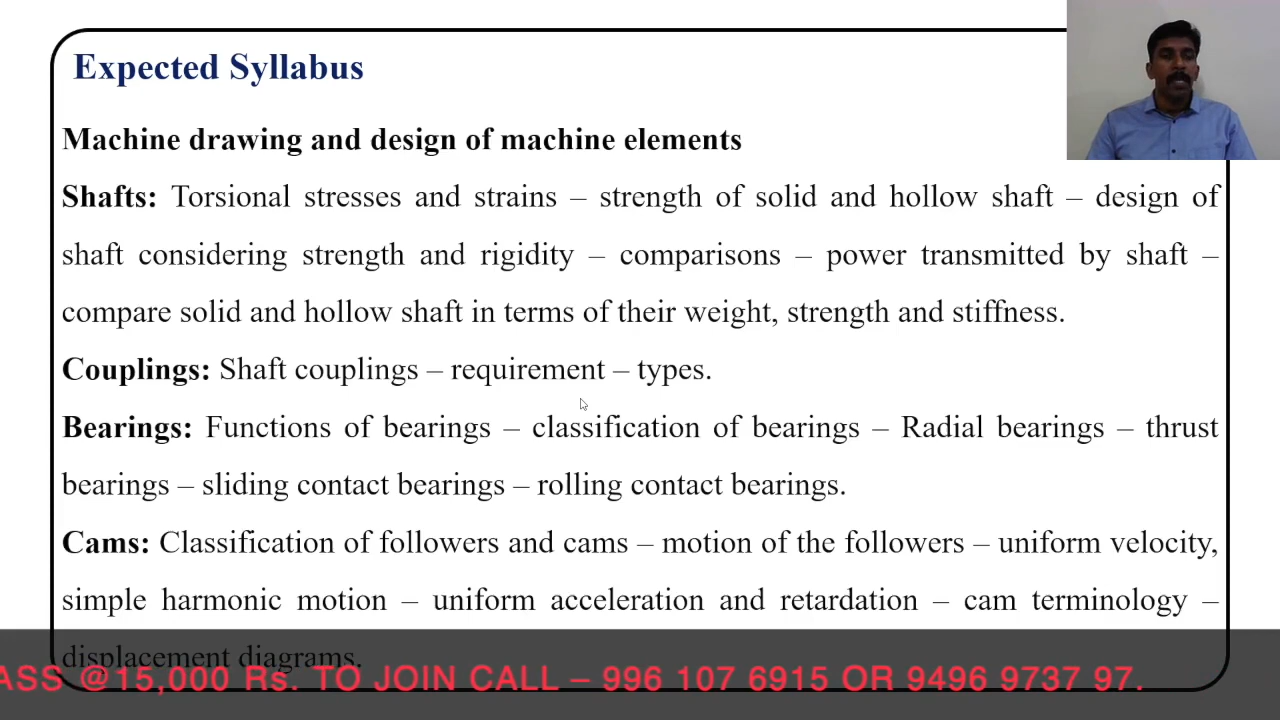 Expected Syllabus
Machine drawing and design of machine elements
Shafts: Torsional stresses and strains – strength of solid and hollow shaft – design of
shaft considering strength and rigidity – comparisons – power transmitted by shaft –
compare solid and hollow shaft in terms of their weight, strength and stiffness.
Couplings: Shaft couplings – requirement – types.
Bearings: Functions of bearings – classification of bearings – Radial bearings – thrust
bearings – sliding contact bearings – rolling contact bearings.
Cams: Classification of followers and cams – motion of the followers – uniform velocity,
simple harmonic motion – uniform acceleration and retardation – cam terminology –
displacement diagrams.
ASS @15,000 Rs. TO JOIN CALL – 996 107 6915 OR 9496 9737 97.